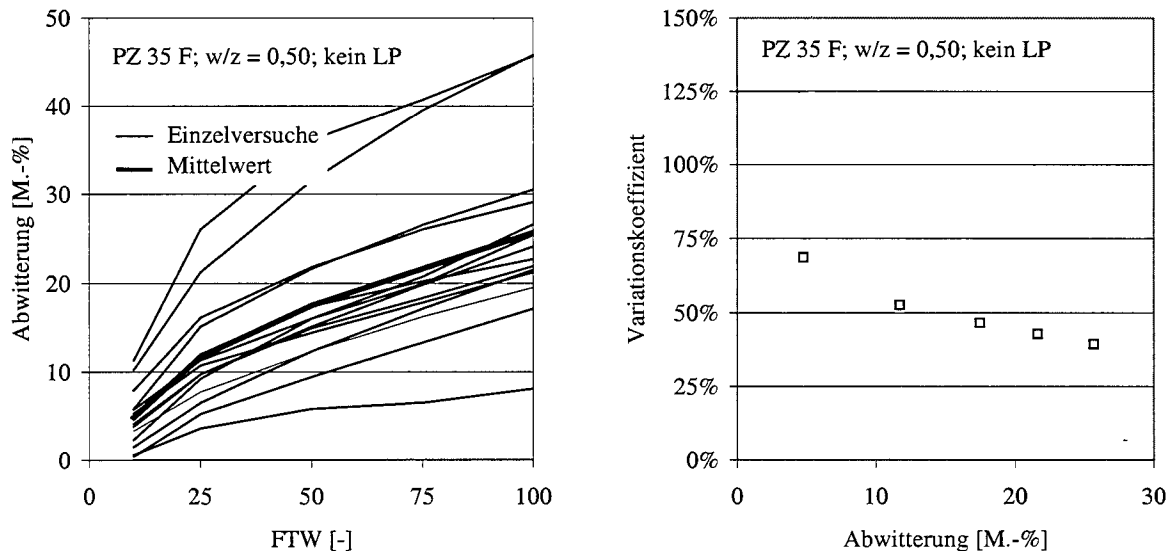 50
40
30
20
10
0
Abwitterung [M.-%]
PZ 35 F; w/z = 0,50; kein LP
Einzelversuche
Mittelwert
0 25 50 75 100
FTW [-]
150%
125%
100%
75%
50%
25%
0%
Variationskoeffizient
PZ 35 F; w/z = 0,50; kein LP
0 10 20 30
Abwitterung [M.-%]